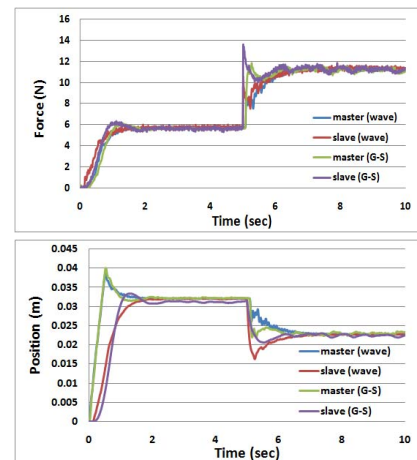 16
14
12
10
8
6
4
2
0
Force (N)
master (wave)
slave (wave)
master (G-S)
slave (G-S)
0 2 4 6 8 10
Time (sec)
0.045
0.04
0.035
0.03
0.025
0.02
0.015
0.01
0.005
0
Position (m)
master (wave)
slave (wave)
master (G-S)
slave (G-S)
0 2 4 6 8 10
Time (sec)